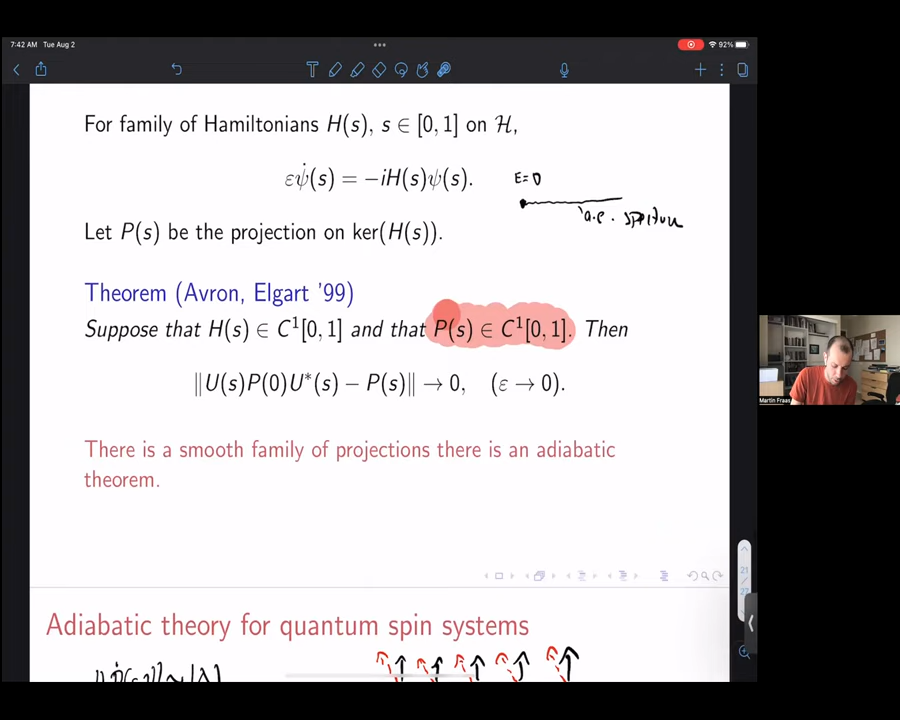 7:42 AM Tue Aug 2
92%
For family of Hamiltonians H(s), s ∈ [0, 1] on ℋ,
εψ̇(s) = −iH(s)ψ(s).
E=0
a.c. spectrum
Let P(s) be the projection on ker(H(s)).
Theorem (Avron, Elgart '99)
Suppose that H(s) ∈ C¹[0, 1] and that P(s) ∈ C¹[0, 1]. Then
‖U(s)P(0)U*(s) − P(s)‖ → 0, (ε → 0).
There is a smooth family of projections there is an adiabatic
theorem.
Martin Fraas
21
Adiabatic theory for quantum spin systems